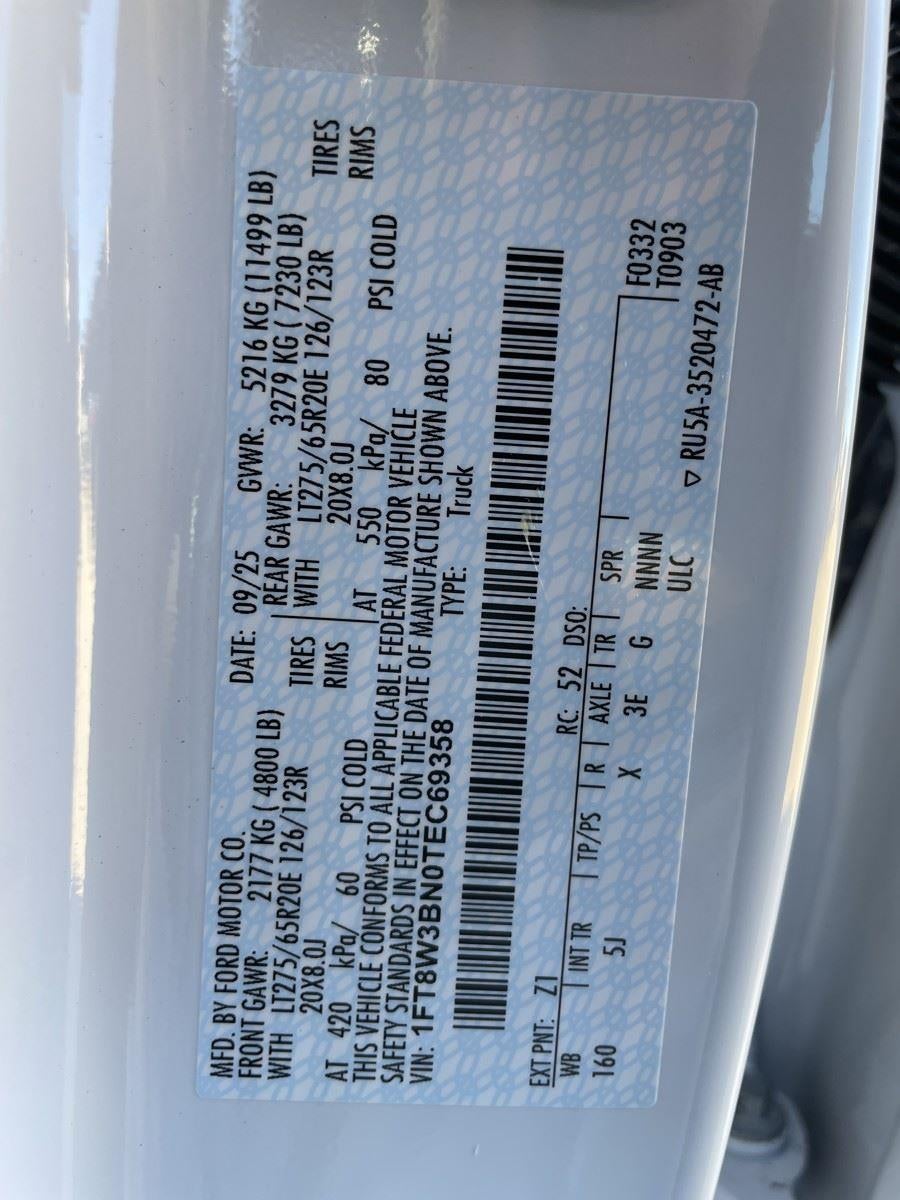 MFD. BY FORD MOTOR CO. DATE: 09/25 GVWR: 5216 KG (11499 LB)
FRONT GAWR: 2177 KG ( 4800 LB) REAR GAWR: 3279 KG ( 7230 LB)
WITH LT275/65R20E 126/123R TIRES WITH LT275/65R20E 126/123R TIRES
20X8.0J RIMS 20X8.0J RIMS
AT 420 kPa/ 60 PSI COLD AT 550 kPa/ 80 PSI COLD
THIS VEHICLE CONFORMS TO ALL APPLICABLE FEDERAL MOTOR VEHICLE
SAFETY STANDARDS IN EFFECT ON THE DATE OF MANUFACTURE SHOWN ABOVE.
VIN: 1FT8W3BN0TEC69358 TYPE: Truck
EXT PNT: Z1 RC: 52 DSO:
WB INT TR TP/PS R AXLE TR SPR F0332
160 5J X 3E G NNNN T0903
ULC
▽ RU5A-3520472-AB